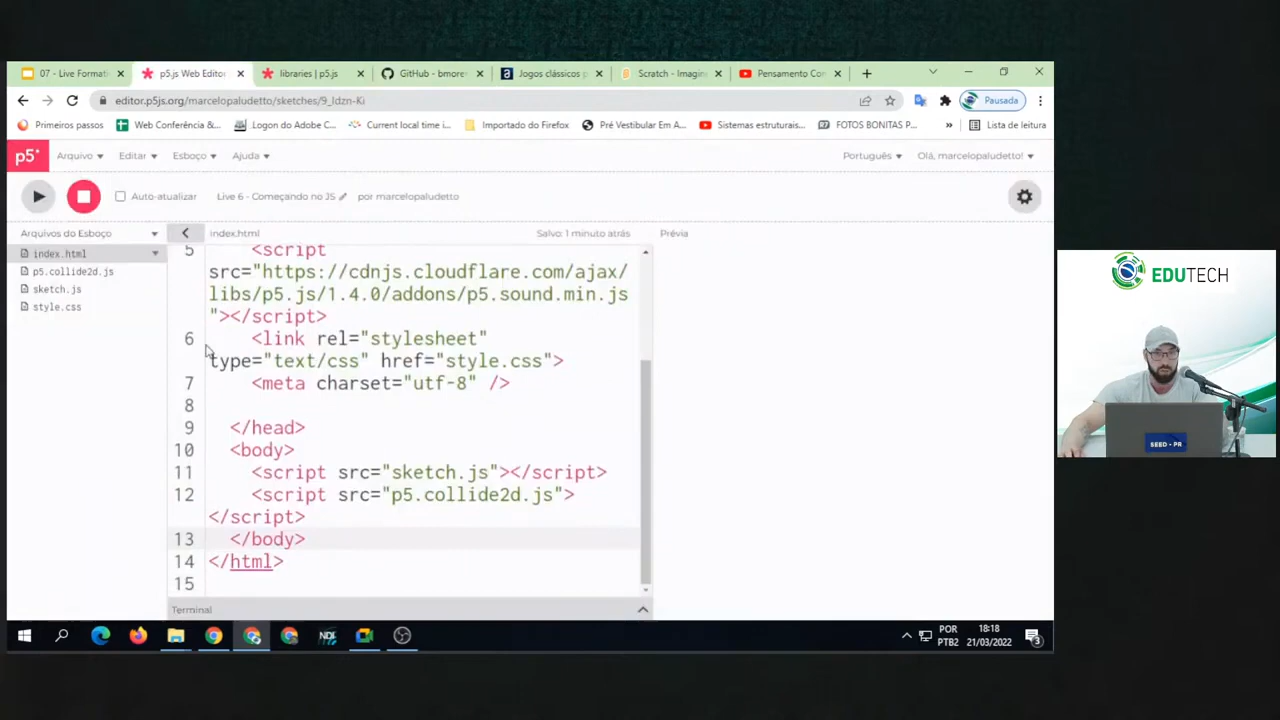 07 - Live Formati
p5.js Web Editor
libraries | p5.js
GitHub - bmore
Jogos clássicos p
Scratch - Imagin
Pensamento Con
editor.p5js.org/marcelopaludetto/sketches/9_ldzn-Ki
Pausada
Primeiros passos
Web Conferência &...
Logon do Adobe C...
Current local time i...
Importado do Firefox
Pré Vestibular Em A...
Sistemas estruturais...
FOTOS BONITAS P...
»
Lista de leitura
p5*
Arquivo
Editar
Esboço
Ajuda
Português
Olá, marcelopaludetto!
Auto-atualizar
Live 6 - Começando no JS
por marcelopaludetto
Arquivos do Esboço
index.html
Salvo: 1 minuto atrás
Prévia
index.html
p5.collide2d.js
sketch.js
style.css
5 <script
src="https://cdnjs.cloudflare.com/ajax/
libs/p5.js/1.4.0/addons/p5.sound.min.js
"></script>
6 <link rel="stylesheet"
type="text/css" href="style.css">
7 <meta charset="utf-8" />
8
9 </head>
10 <body>
11 <script src="sketch.js"></script>
12 <script src="p5.collide2d.js">
</script>
13 </body>
14 </html>
15
Terminal
EDUTECH
SEED - PR
NDI
POR
PTB2
18:18
21/03/2022
3